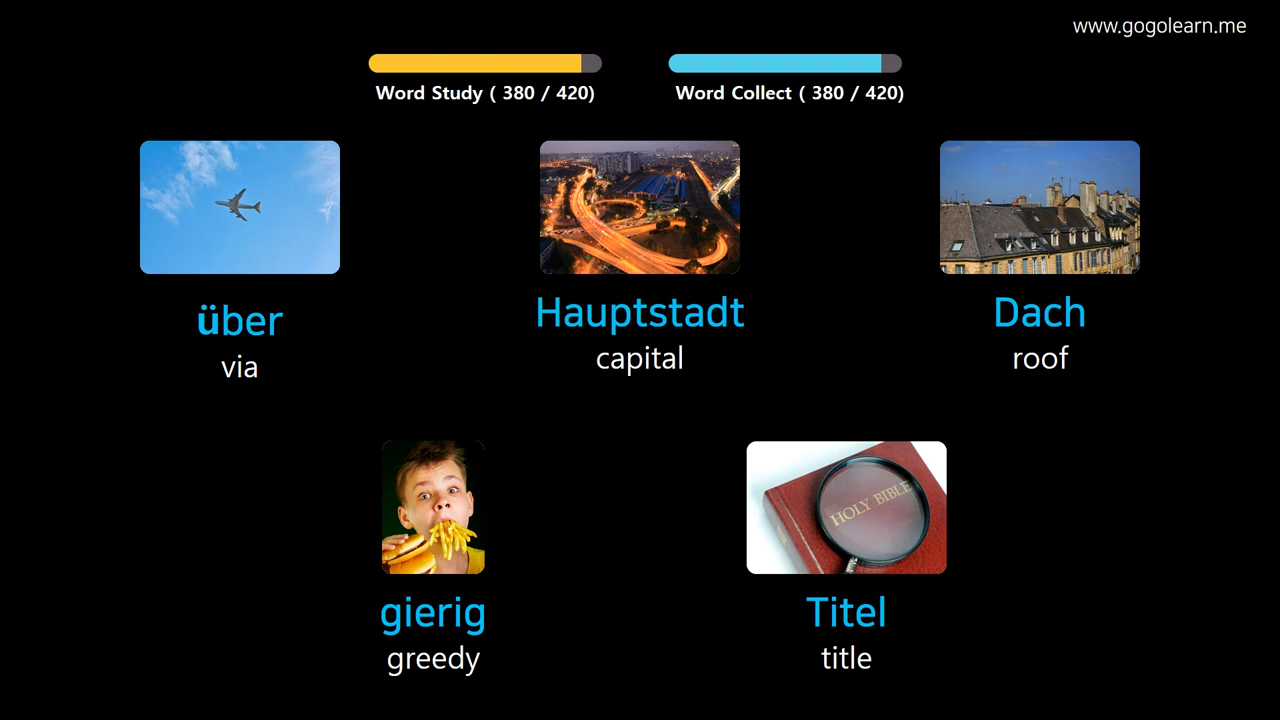 www.gogolearn.me
Word Study ( 380 / 420)
Word Collect ( 380 / 420)
über
via
Hauptstadt
capital
Dach
roof
gierig
greedy
HOLY BIBLE
Titel
title